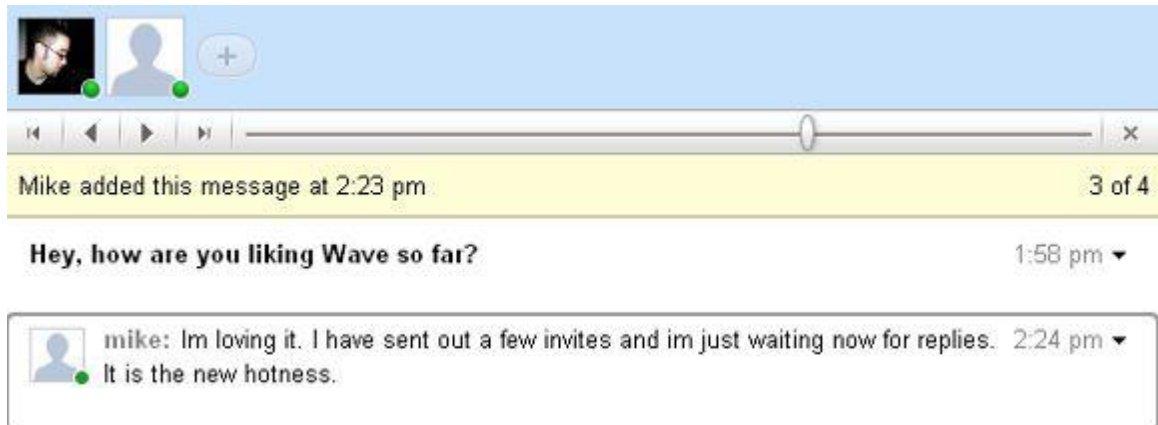 Mike added this message at 2:23 pm 3 of 4
Hey, how are you liking Wave so far? 1:58 pm
mike: Im loving it. I have sent out a few invites and im just waiting now for replies. 2:24 pm
It is the new hotness.